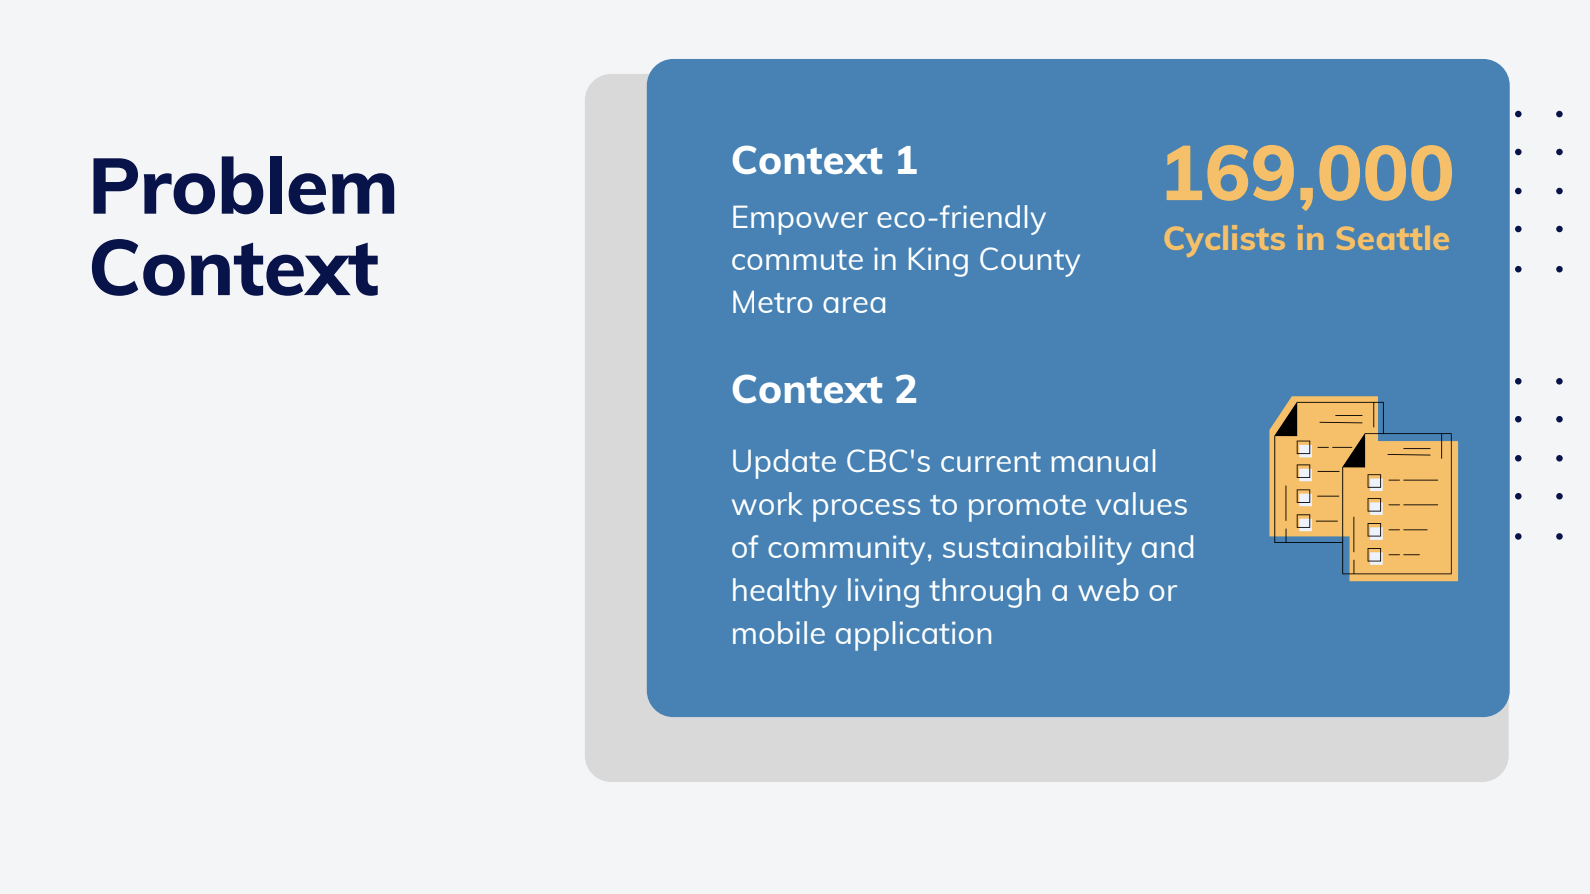 Problem
Context
Context 1
Empower eco-friendly
commute in King County
Metro area
169,000
Cyclists in Seattle
Context 2
Update CBC's current manual
work process to promote values
of community, sustainability and
healthy living through a web or
mobile application